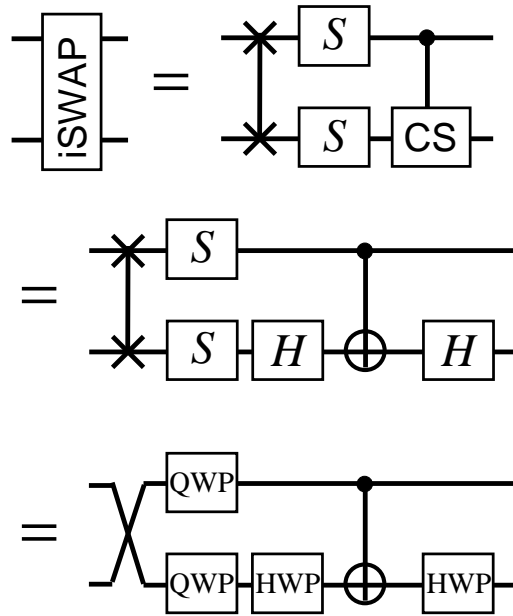 iSWAP = S
S CS
= S
S H H
= QWP
QWP HWP HWP